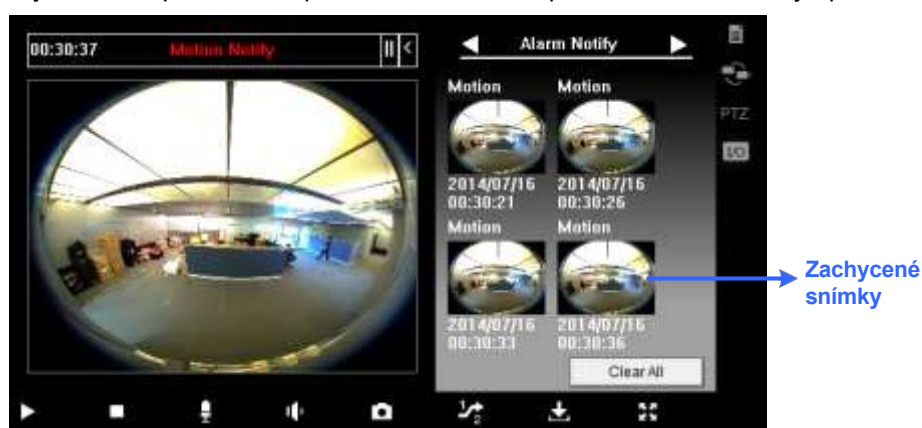 00:30:37 Motion Notify
Alarm Notify
PTZ
I/O
Motion Motion
2014/07/16 2014/07/16
00:30:21 00:30:26
Motion Motion
2014/07/16 2014/07/16
00:30:33 00:30:36
Clear All
Zachycené
snímky